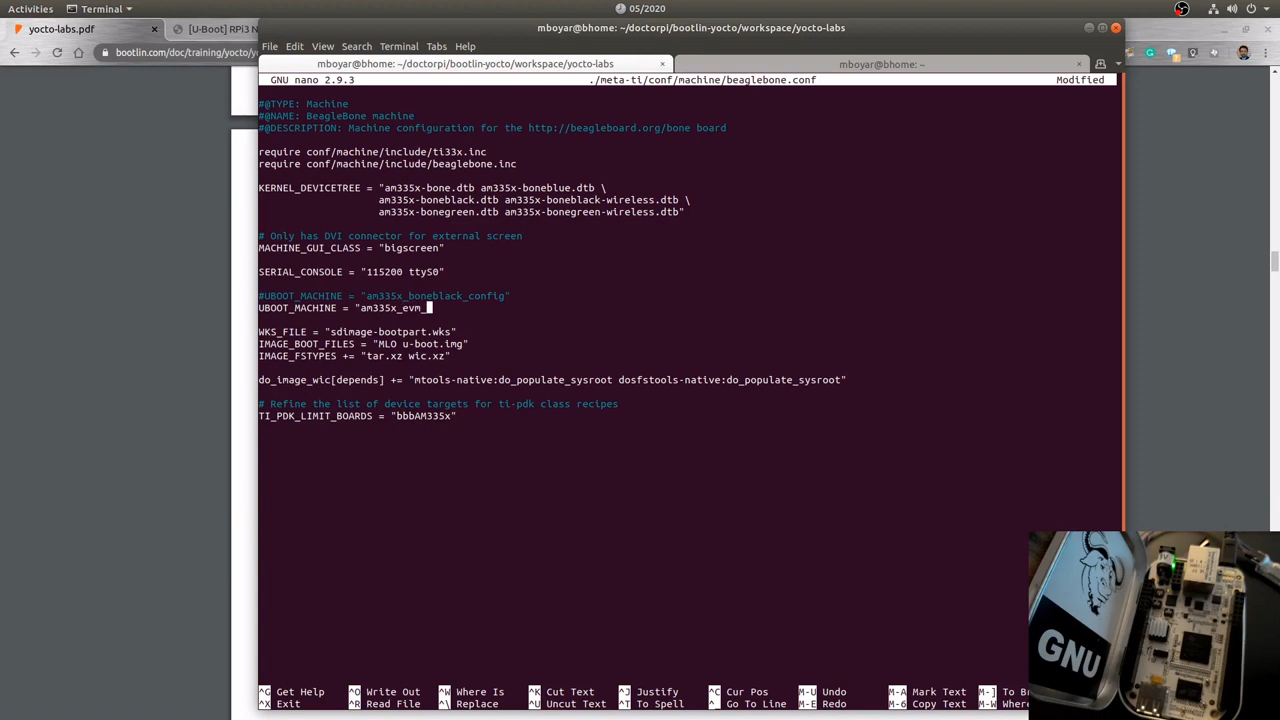 Activities Terminal 05/2020
yocto-labs.pdf × [U-Boot] RPi3 N
bootlin.com/doc/training/yocto/y
mboyar@bhome: ~/doctorpi/bootlin-yocto/workspace/yocto-labs
File Edit View Search Terminal Tabs Help
mboyar@bhome: ~/doctorpi/bootlin-yocto/workspace/yocto-labs × mboyar@bhome: ~ ×
GNU nano 2.9.3 ./meta-ti/conf/machine/beaglebone.conf Modified
#@TYPE: Machine
#@NAME: BeagleBone machine
#@DESCRIPTION: Machine configuration for the http://beagleboard.org/bone board
require conf/machine/include/ti33x.inc
require conf/machine/include/beaglebone.inc
KERNEL_DEVICETREE = "am335x-bone.dtb am335x-boneblue.dtb \
am335x-boneblack.dtb am335x-boneblack-wireless.dtb \
am335x-bonegreen.dtb am335x-bonegreen-wireless.dtb"
# Only has DVI connector for external screen
MACHINE_GUI_CLASS = "bigscreen"
SERIAL_CONSOLE = "115200 ttyS0"
#UBOOT_MACHINE = "am335x_boneblack_config"
UBOOT_MACHINE = "am335x_evm_
WKS_FILE = "sdimage-bootpart.wks"
IMAGE_BOOT_FILES = "MLO u-boot.img"
IMAGE_FSTYPES += "tar.xz wic.xz"
do_image_wic[depends] += "mtools-native:do_populate_sysroot dosfstools-native:do_populate_sysroot"
# Refine the list of device targets for ti-pdk class recipes
TI_PDK_LIMIT_BOARDS = "bbbAM335x"
GNU
^G Get Help ^O Write Out ^W Where Is ^K Cut Text ^J Justify ^C Cur Pos M-U Undo M-A Mark Text M-] To Br
^X Exit ^R Read File ^\ Replace ^U Uncut Text ^T To Spell ^_ Go To Line M-E Redo M-6 Copy Text M-W Where